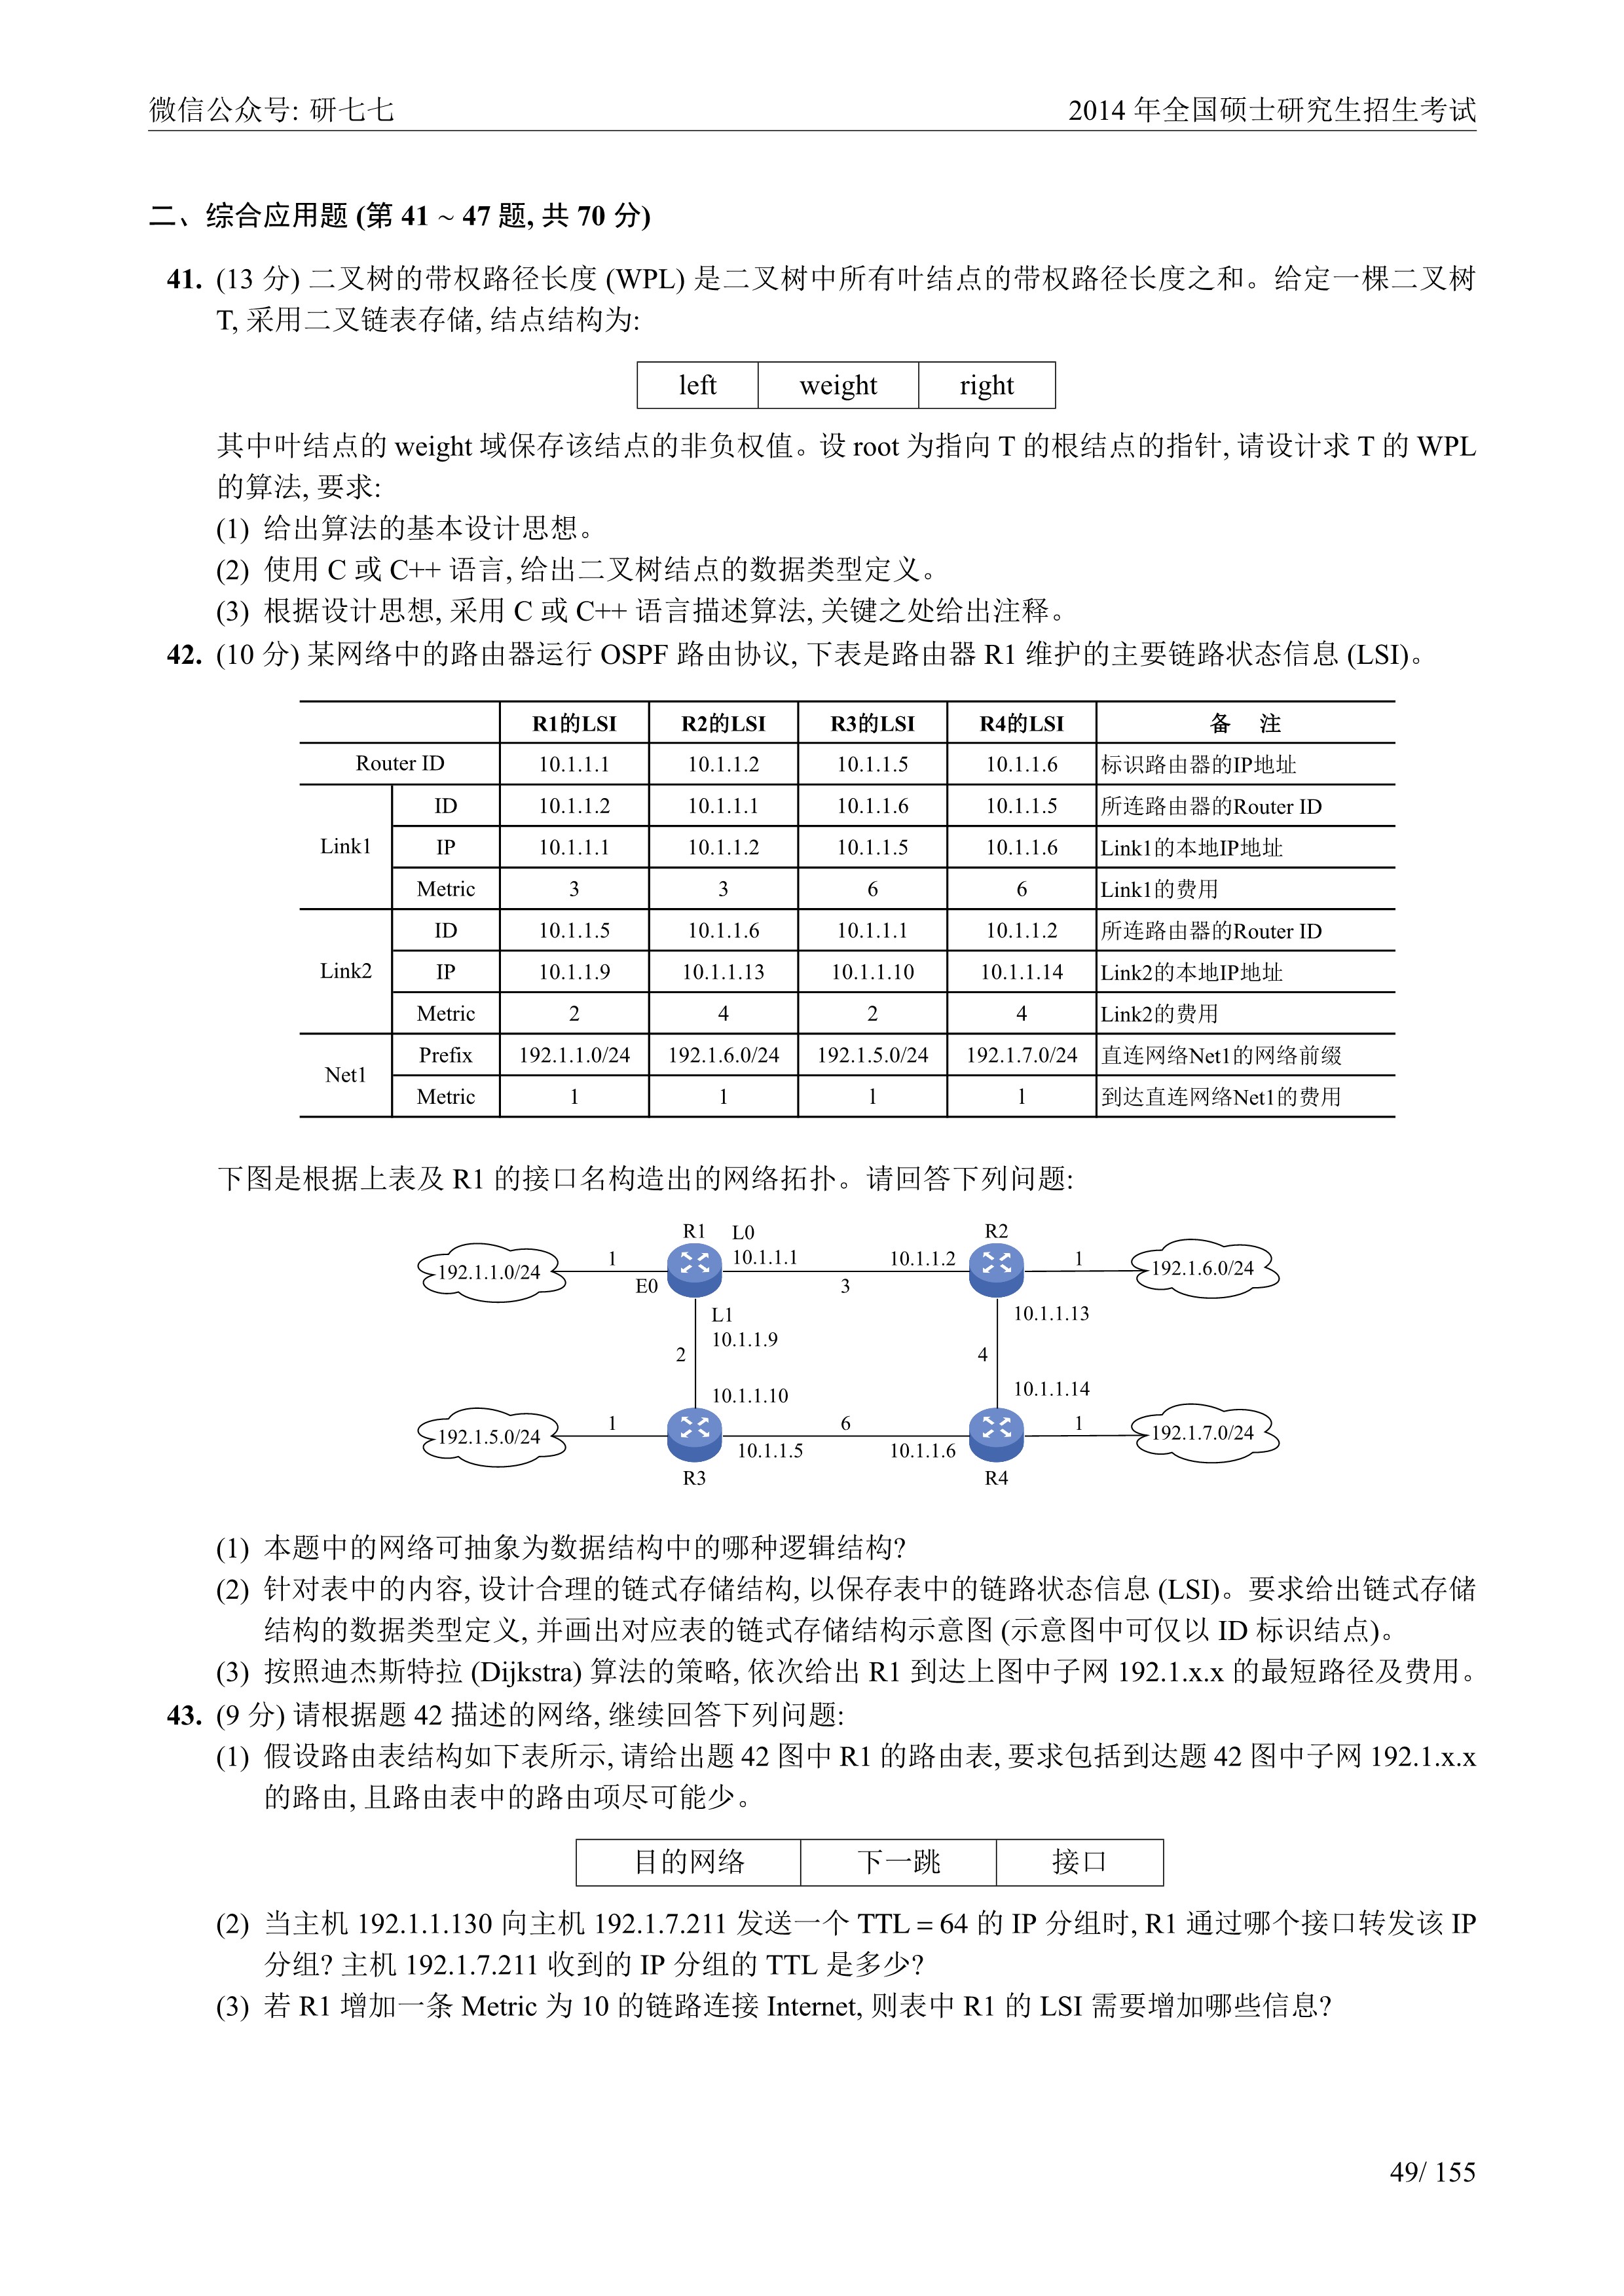 微信公众号: 研七七
2014 年全国硕士研究生招生考试
二、综合应用题 (第 41 ~ 47 题, 共 70 分)
41. (13 分) 二叉树的带权路径长度 (WPL) 是二叉树中所有叶结点的带权路径长度之和。给定一棵二叉树
T, 采用二叉链表存储, 结点结构为:
left weight right
其中叶结点的 weight 域保存该结点的非负权值。设 root 为指向 T 的根结点的指针, 请设计求 T 的 WPL
的算法, 要求:
(1) 给出算法的基本设计思想。
(2) 使用 C 或 C++ 语言, 给出二叉树结点的数据类型定义。
(3) 根据设计思想, 采用 C 或 C++ 语言描述算法, 关键之处给出注释。
42. (10 分) 某网络中的路由器运行 OSPF 路由协议, 下表是路由器 R1 维护的主要链路状态信息 (LSI)。
R1的LSI R2的LSI R3的LSI R4的LSI 备 注
Router ID 10.1.1.1 10.1.1.2 10.1.1.5 10.1.1.6 标识路由器的IP地址
Link1 ID 10.1.1.2 10.1.1.1 10.1.1.6 10.1.1.5 所连路由器的Router ID
IP 10.1.1.1 10.1.1.2 10.1.1.5 10.1.1.6 Link1的本地IP地址
Metric 3 3 6 6 Link1的费用
Link2 ID 10.1.1.5 10.1.1.6 10.1.1.1 10.1.1.2 所连路由器的Router ID
IP 10.1.1.9 10.1.1.13 10.1.1.10 10.1.1.14 Link2的本地IP地址
Metric 2 4 2 4 Link2的费用
Net1 Prefix 192.1.1.0/24 192.1.6.0/24 192.1.5.0/24 192.1.7.0/24 直连网络Net1的网络前缀
Metric 1 1 1 1 到达直连网络Net1的费用
下图是根据上表及 R1 的接口名构造出的网络拓扑。请回答下列问题:
R1 L0 R2
192.1.1.0/24 1 10.1.1.1 10.1.1.2 1 192.1.6.0/24
E0 3
L1 10.1.1.13
10.1.1.9
2 4
10.1.1.10 10.1.1.14
192.1.5.0/24 1 6 1 192.1.7.0/24
10.1.1.5 10.1.1.6
R3 R4
(1) 本题中的网络可抽象为数据结构中的哪种逻辑结构?
(2) 针对表中的内容, 设计合理的链式存储结构, 以保存表中的链路状态信息 (LSI)。要求给出链式存储
结构的数据类型定义, 并画出对应表的链式存储结构示意图 (示意图中可仅以 ID 标识结点)。
(3) 按照迪杰斯特拉 (Dijkstra) 算法的策略, 依次给出 R1 到达上图中子网 192.1.x.x 的最短路径及费用。
43. (9 分) 请根据题 42 描述的网络, 继续回答下列问题:
(1) 假设路由表结构如下表所示, 请给出题 42 图中 R1 的路由表, 要求包括到达题 42 图中子网 192.1.x.x
的路由, 且路由表中的路由项尽可能少。
目的网络 下一跳 接口
(2) 当主机 192.1.1.130 向主机 192.1.7.211 发送一个 TTL = 64 的 IP 分组时, R1 通过哪个接口转发该 IP
分组? 主机 192.1.7.211 收到的 IP 分组的 TTL 是多少?
(3) 若 R1 增加一条 Metric 为 10 的链路连接 Internet, 则表中 R1 的 LSI 需要增加哪些信息?
49/ 155